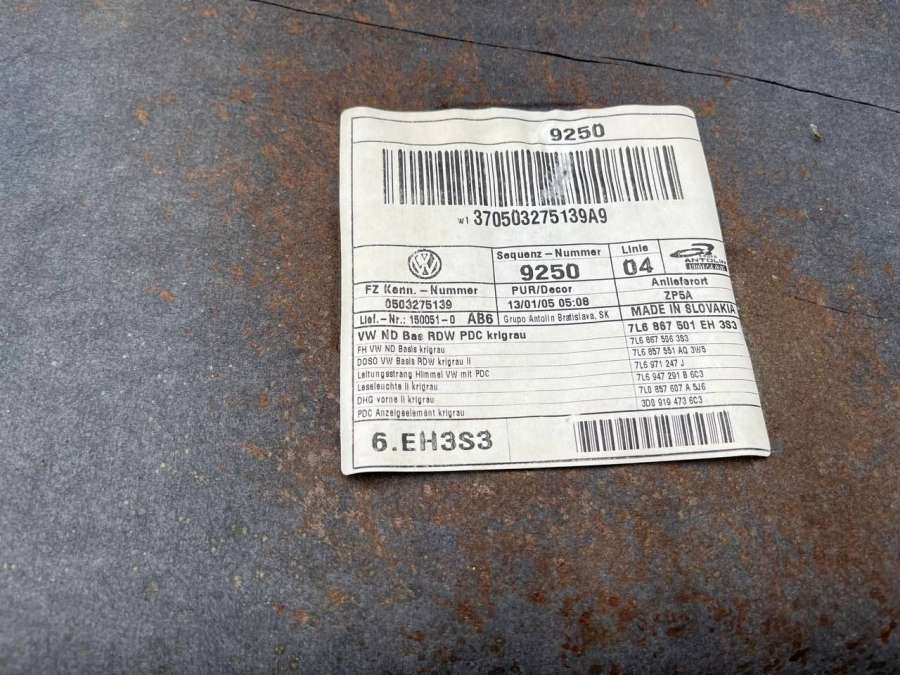 9250
w1 370503275139A9
Sequenz-Nummer
Linie
9250
04
ANTOLIN
FZ Kenn.-Nummer
PUR/Decor
Anlieferort
0503275139
13/01/05 05:08
ZP5A
Lief.-Nr.: 150051-0 AB6
Grupo Antolin Bratislava, SK
MADE IN SLOVAKIA
VW ND Bas RDW PDC krigrau
7L6 867 501 EH 3S3
FH VW ND Basis krigrau
7L6 867 506 3S3
DOSO VW Basis RDW krigrau II
7L6 857 551 AQ 3W5
Leitungsstrang Himmel VW mit PDC
7L6 971 247 J
Leseleuchte II krigrau
7L6 947 291 B 6C3
DHG vorne II krigrau
7L0 857 607 A 5J6
PDC Anzeigselement krigrau
3D0 919 473 6C3
6.EH3S3